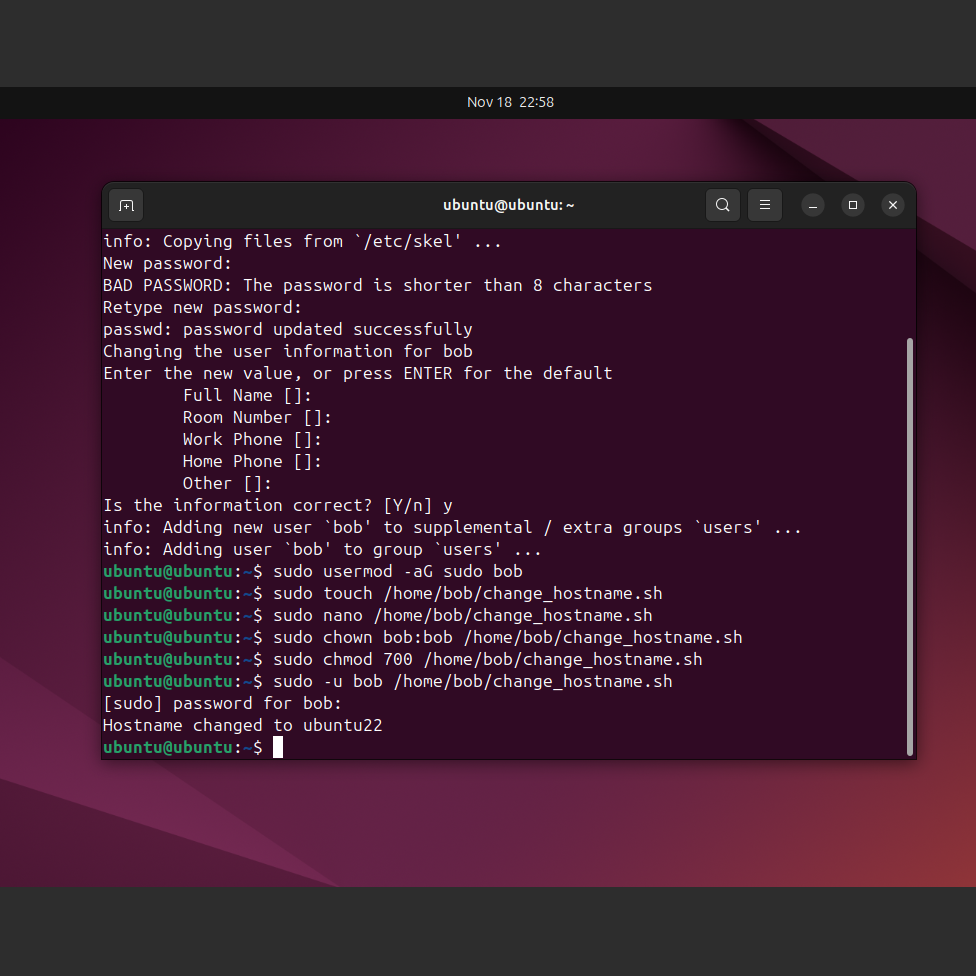 Nov 18 22:58
ubuntu@ubuntu: ~
info: Copying files from `/etc/skel' ...
New password:
BAD PASSWORD: The password is shorter than 8 characters
Retype new password:
passwd: password updated successfully
Changing the user information for bob
Enter the new value, or press ENTER for the default
        Full Name []:
        Room Number []:
        Work Phone []:
        Home Phone []:
        Other []:
Is the information correct? [Y/n] y
info: Adding new user `bob' to supplemental / extra groups `users' ...
info: Adding user `bob' to group `users' ...
ubuntu@ubuntu:~$ sudo usermod -aG sudo bob
ubuntu@ubuntu:~$ sudo touch /home/bob/change_hostname.sh
ubuntu@ubuntu:~$ sudo nano /home/bob/change_hostname.sh
ubuntu@ubuntu:~$ sudo chown bob:bob /home/bob/change_hostname.sh
ubuntu@ubuntu:~$ sudo chmod 700 /home/bob/change_hostname.sh
ubuntu@ubuntu:~$ sudo -u bob /home/bob/change_hostname.sh
[sudo] password for bob:
Hostname changed to ubuntu22
ubuntu@ubuntu:~$